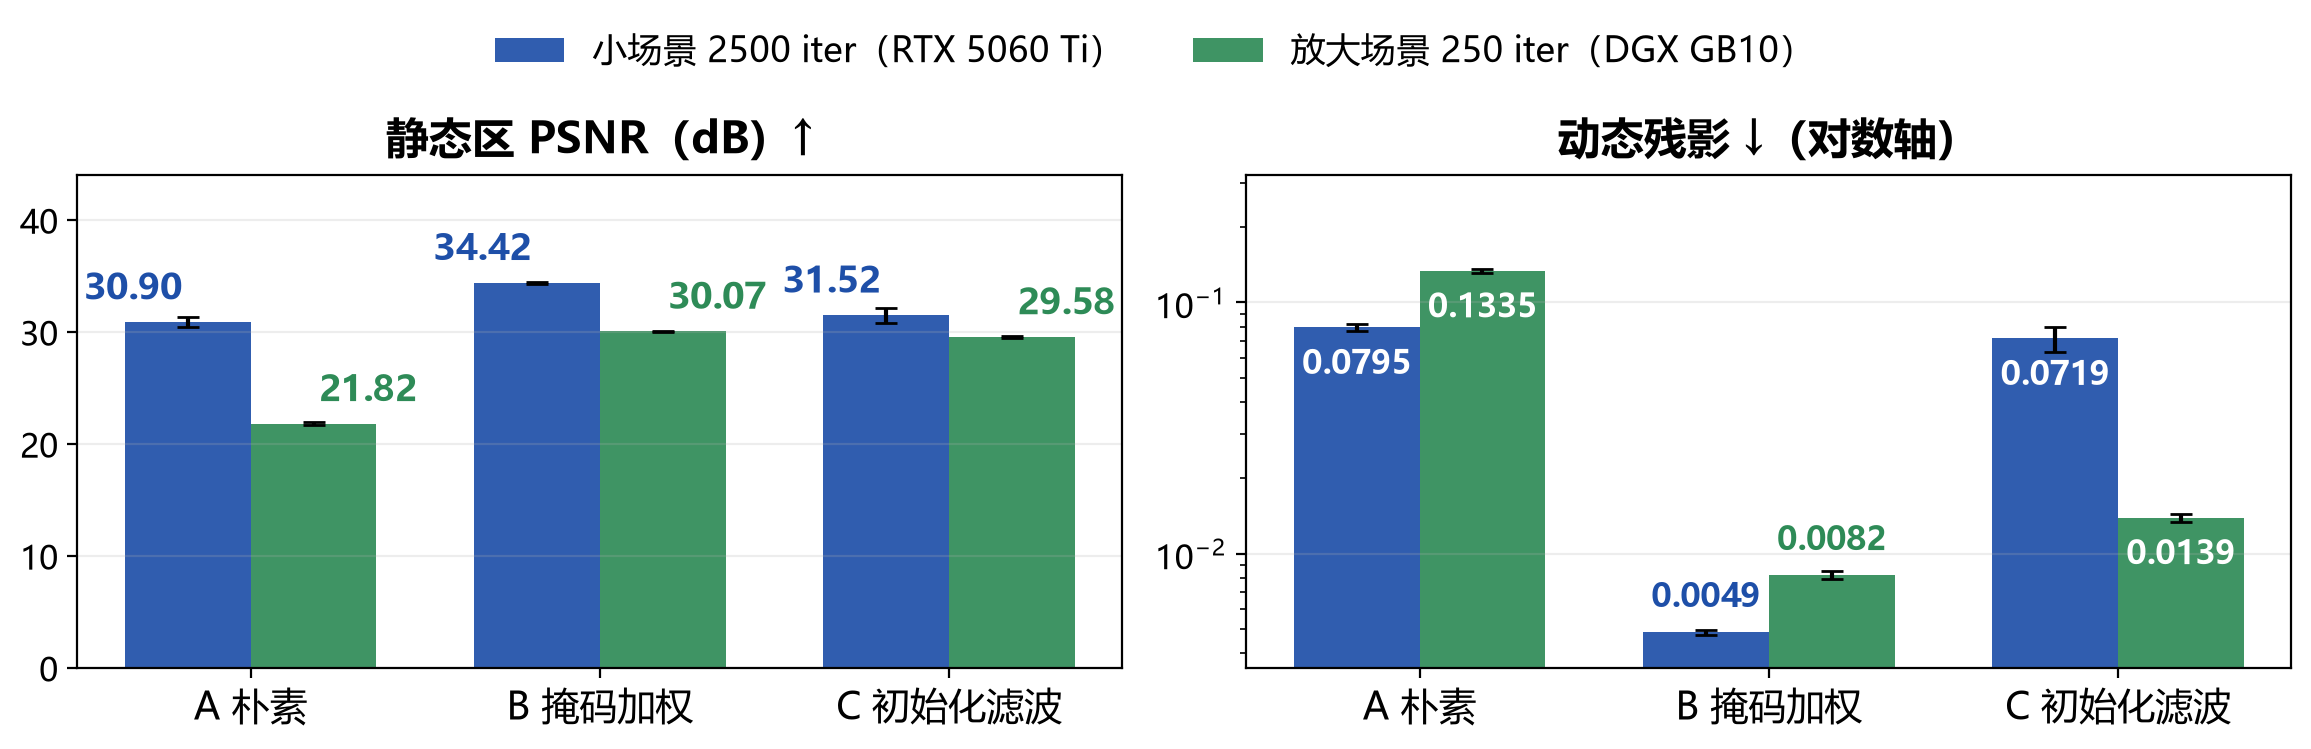 小场景 2500 iter（RTX 5060 Ti）
放大场景 250 iter（DGX GB10）
静态区 PSNR（dB）↑
40
30
20
10
0
30.90
21.82
34.42
30.07
31.52
29.58
A 朴素
B 掩码加权
C 初始化滤波
动态残影↓（对数轴）
10⁻¹
10⁻²
0.0795
0.1335
0.0049
0.0082
0.0719
0.0139
A 朴素
B 掩码加权
C 初始化滤波